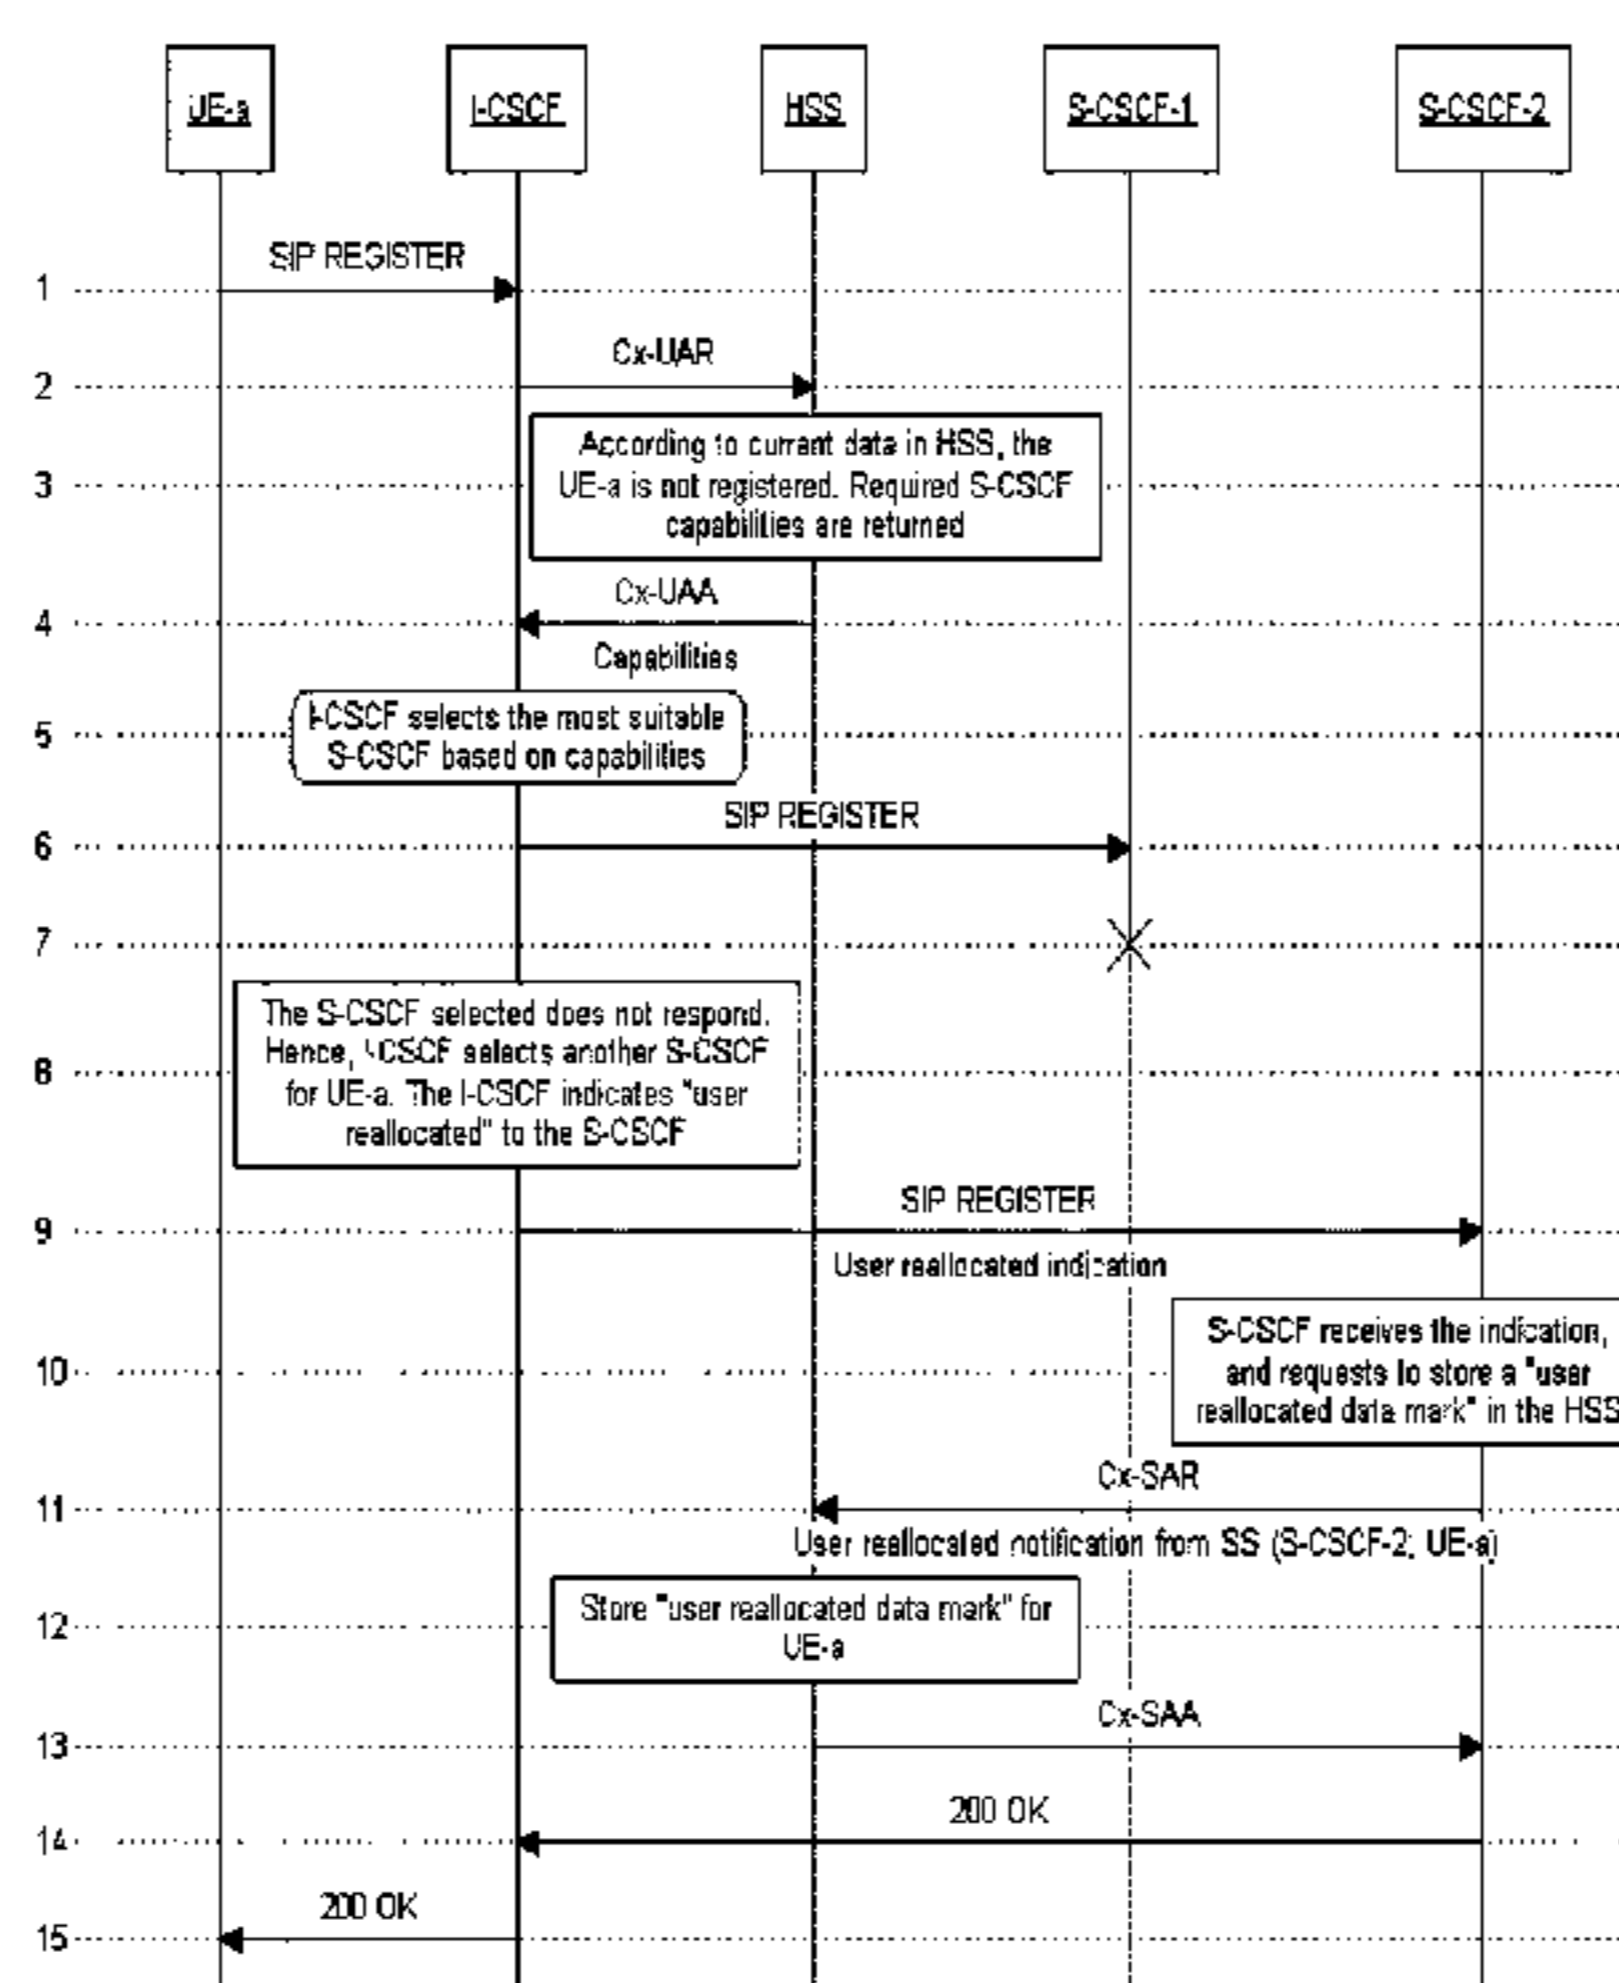 UE-a
I-CSCF
HSS
S-CSCF-1
S-CSCF-2
SIP REGISTER
1
Cx-UAR
2
According to current data in HSS, the
3
UE-a is not registered. Required S-CSCF
capabilities are returned
Cx-UAA
4
Capabilities
I-CSCF selects the most suitable
5
S-CSCF based on capabilities
SIP REGISTER
6
7
The S-CSCF selected does not respond.
Hence, I-CSCF selects another S-CSCF
8
for UE-a. The I-CSCF indicates "user
reallocated" to the S-CSCF
SIP REGISTER
9
User reallocated indication
S-CSCF receives the indication,
10
and requests to store a "user
reallocated data mark" in the HSS
Cx-SAR
11
User reallocated notification from SS (S-CSCF-2, UE-a)
Store "user reallocated data mark" for
12
UE-a
Cx-SAA
13
200 OK
14
200 OK
15